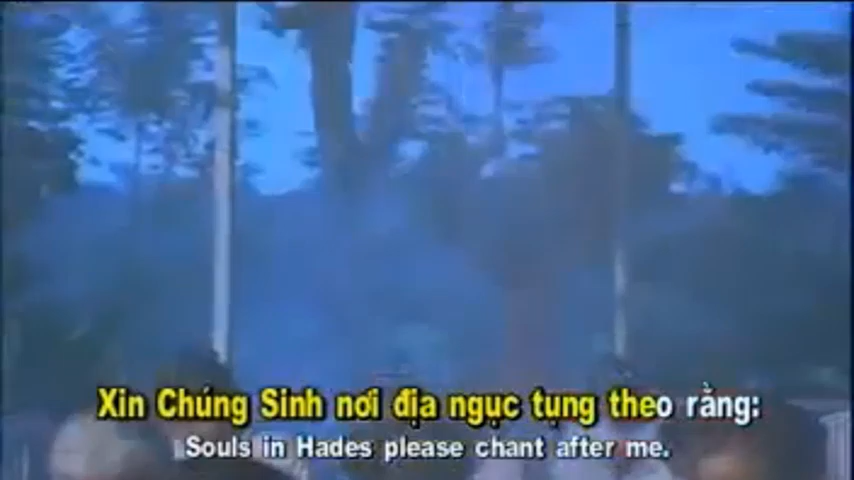 Xin Chúng Sinh nơi địa ngục tụng theo rằng:
Souls in Hades please chant after me.